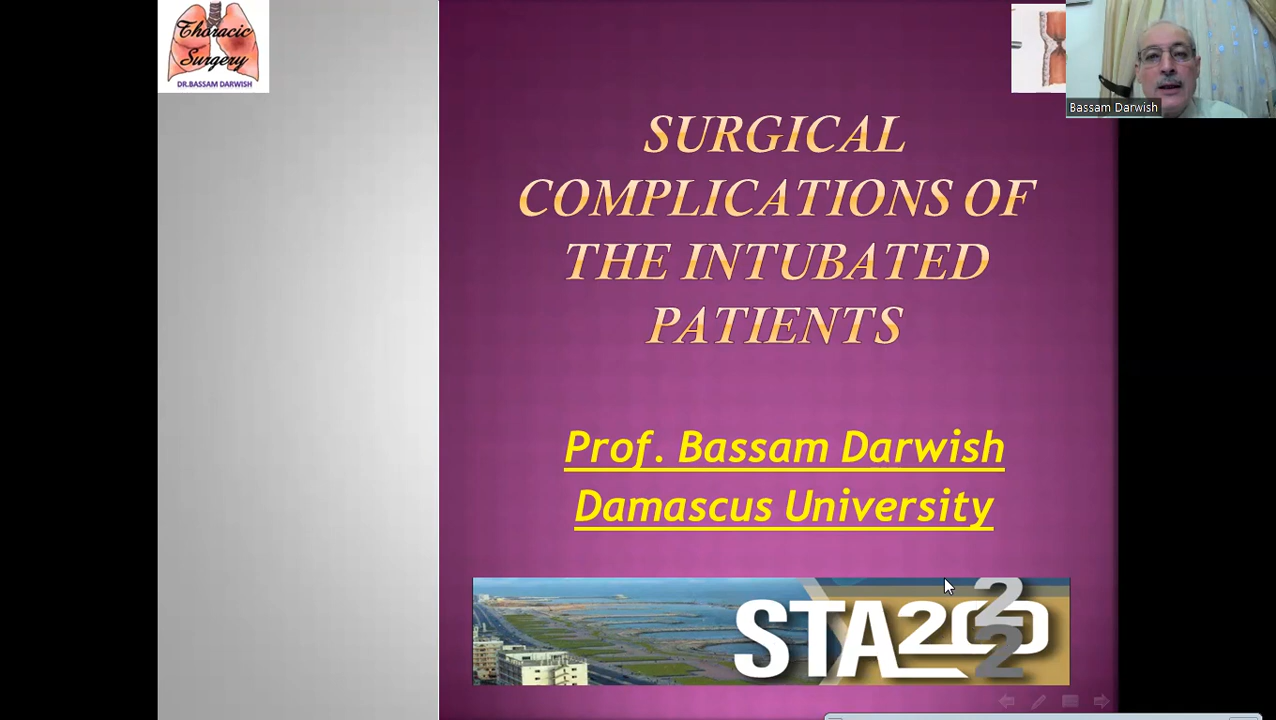 Thoracic
Surgery
DR.BASSAM DARWISH
Bassam Darwish
SURGICAL
COMPLICATIONS OF
THE INTUBATED
PATIENTS
Prof. Bassam Darwish
Damascus University
STA2022